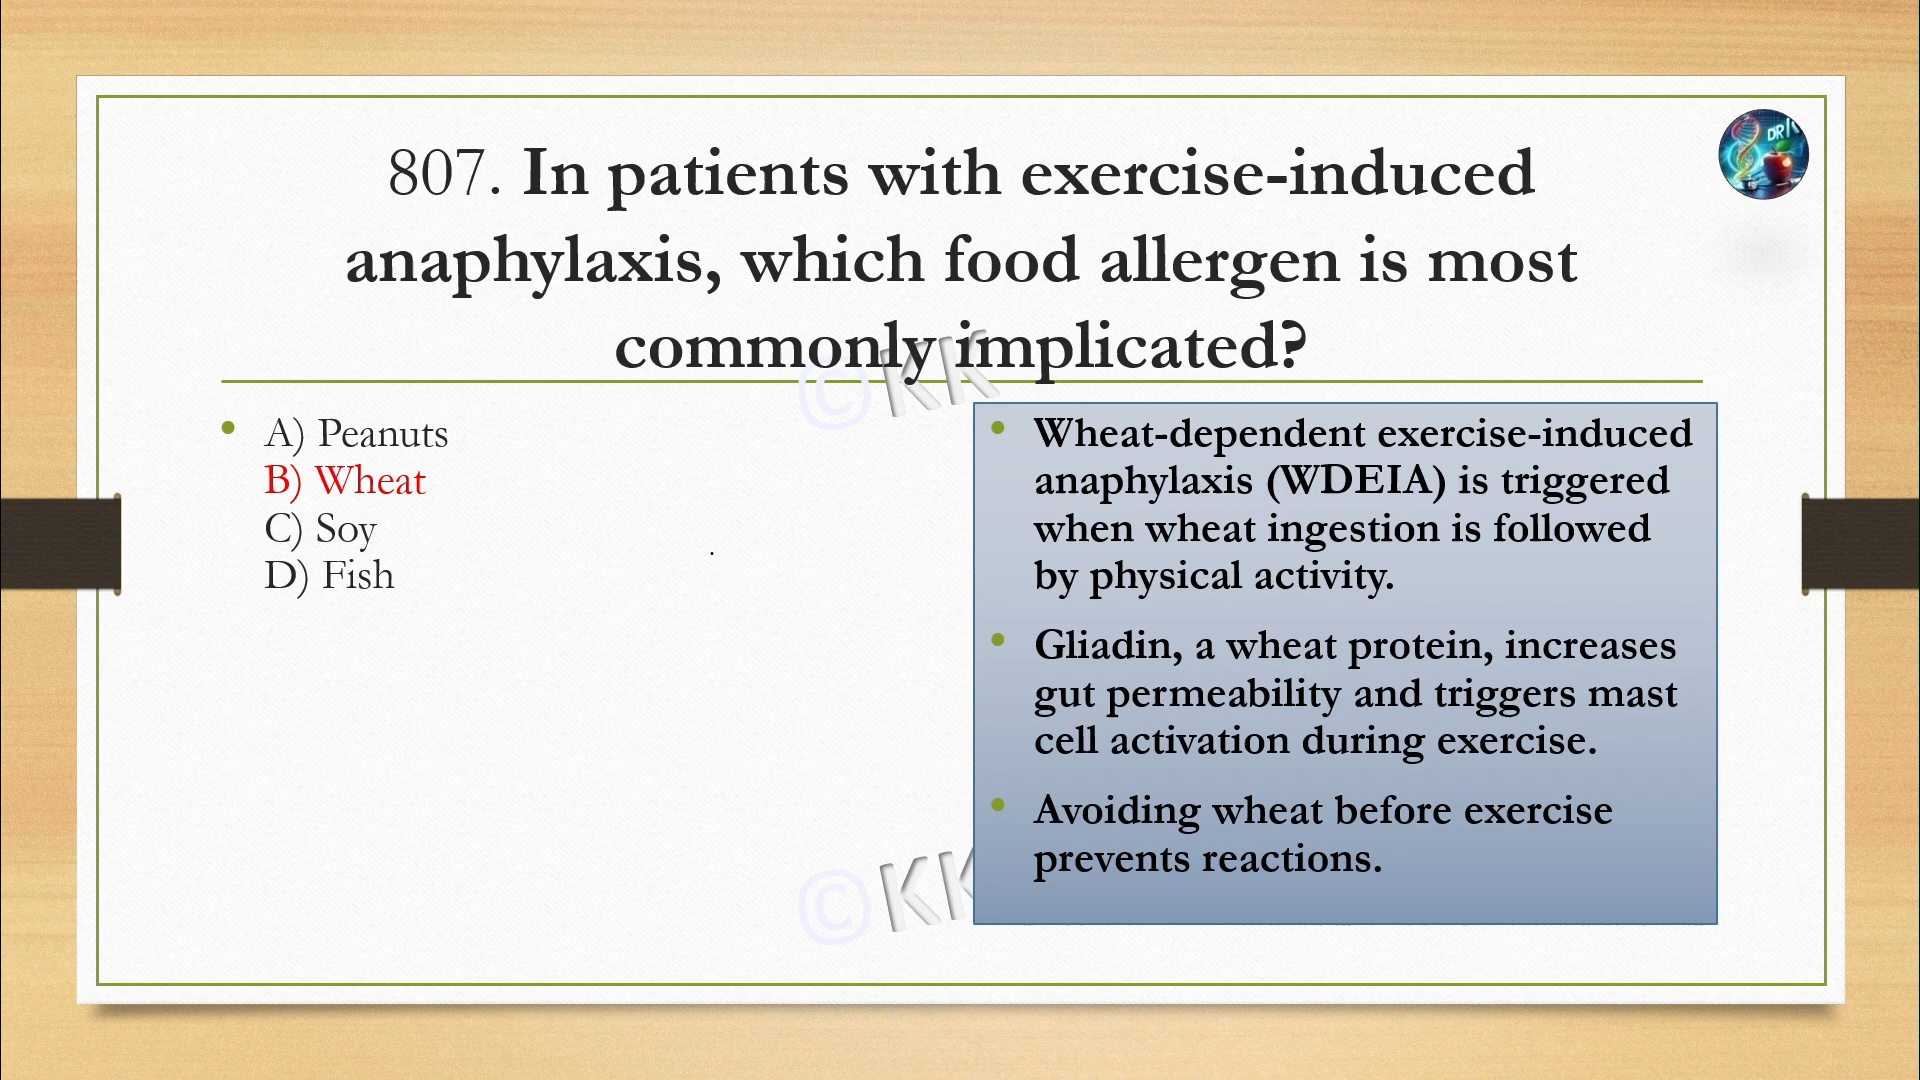 807. In patients with exercise-induced
anaphylaxis, which food allergen is most
commonly implicated?
• A) Peanuts
B) Wheat
C) Soy
D) Fish
.
• Wheat-dependent exercise-induced
anaphylaxis (WDEIA) is triggered
when wheat ingestion is followed
by physical activity.
• Gliadin, a wheat protein, increases
gut permeability and triggers mast
cell activation during exercise.
• Avoiding wheat before exercise
prevents reactions.
©KK
©KK
DR